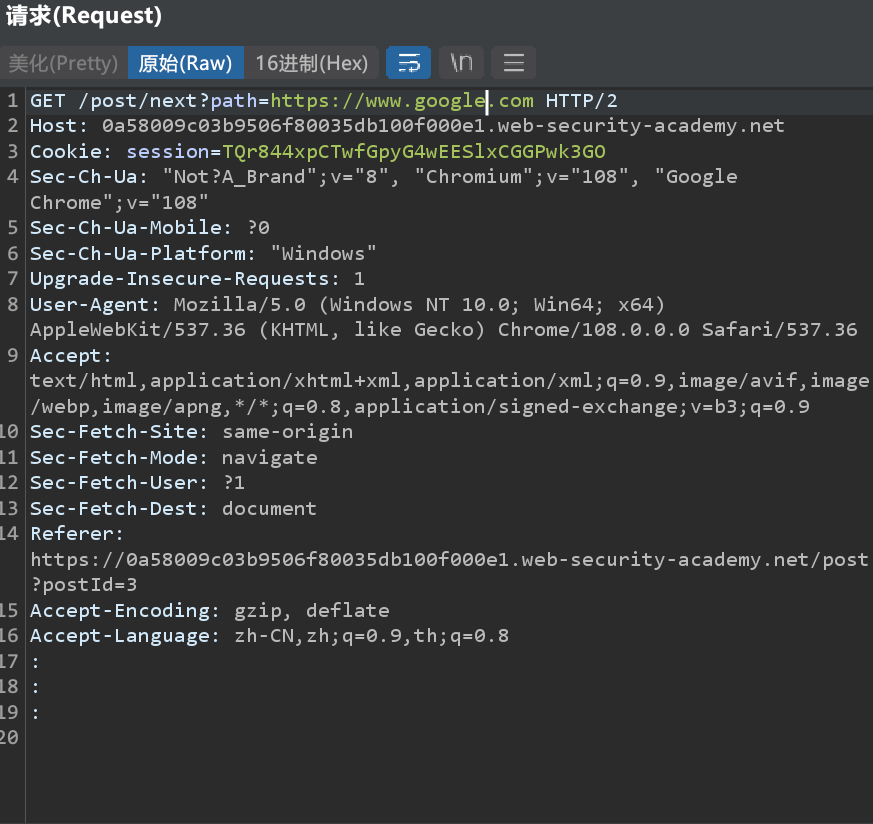 请求(Request)
美化(Pretty) 原始(Raw) 16进制(Hex) \n
1 GET /post/next?path=https://www.google.com HTTP/2
2 Host: 0a58009c03b9506f80035db100f000e1.web-security-academy.net
3 Cookie: session=TQr844xpCTwfGpyG4wEESlxCGGPwk3GO
4 Sec-Ch-Ua: "Not?A_Brand";v="8", "Chromium";v="108", "Google
Chrome";v="108"
5 Sec-Ch-Ua-Mobile: ?0
6 Sec-Ch-Ua-Platform: "Windows"
7 Upgrade-Insecure-Requests: 1
8 User-Agent: Mozilla/5.0 (Windows NT 10.0; Win64; x64)
AppleWebKit/537.36 (KHTML, like Gecko) Chrome/108.0.0.0 Safari/537.36
9 Accept:
text/html,application/xhtml+xml,application/xml;q=0.9,image/avif,image
/webp,image/apng,*/*;q=0.8,application/signed-exchange;v=b3;q=0.9
10 Sec-Fetch-Site: same-origin
11 Sec-Fetch-Mode: navigate
12 Sec-Fetch-User: ?1
13 Sec-Fetch-Dest: document
14 Referer:
https://0a58009c03b9506f80035db100f000e1.web-security-academy.net/post
?postId=3
15 Accept-Encoding: gzip, deflate
16 Accept-Language: zh-CN,zh;q=0.9,th;q=0.8
17 :
18 :
19 :
20